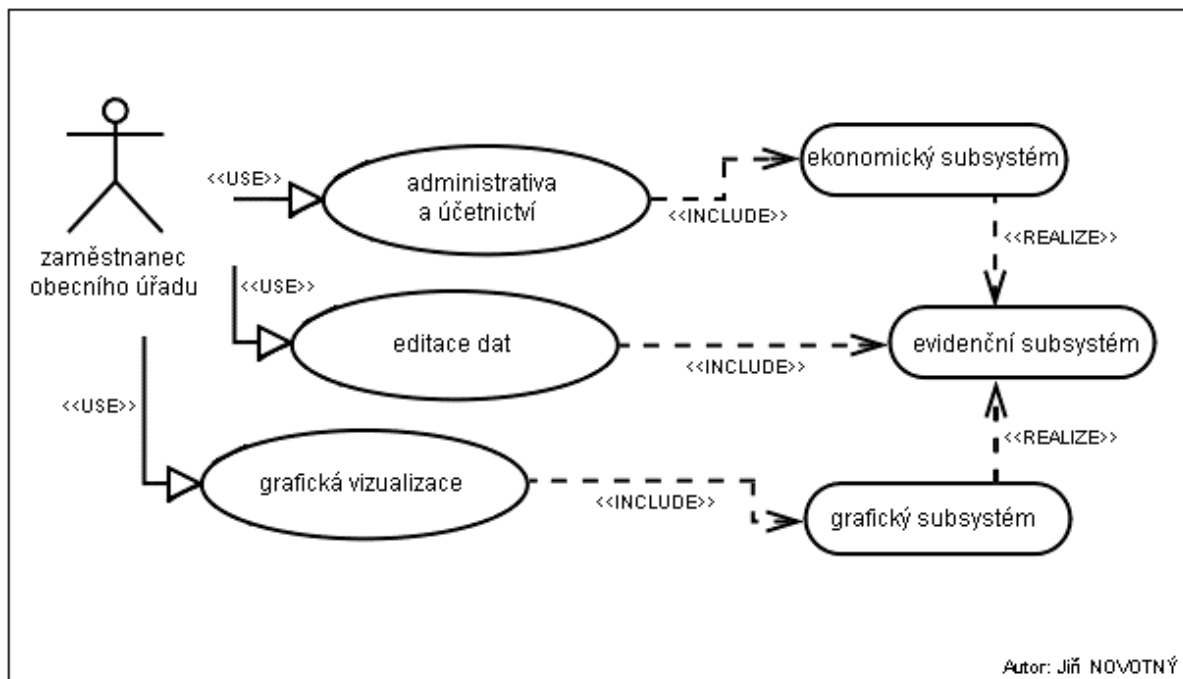 administrativa
a účetnictví
ekonomický subsystém
<<USE>>
<<INCLUDE>>
<<REALIZE>>
zaměstnanec
obecního úřadu
<<USE>>
editace dat
<<INCLUDE>>
evidenční subsystém
<<USE>>
<<REALIZE>>
grafická vizualizace
<<INCLUDE>>
grafický subsystém
Autor: Jiří NOVOTNÝ